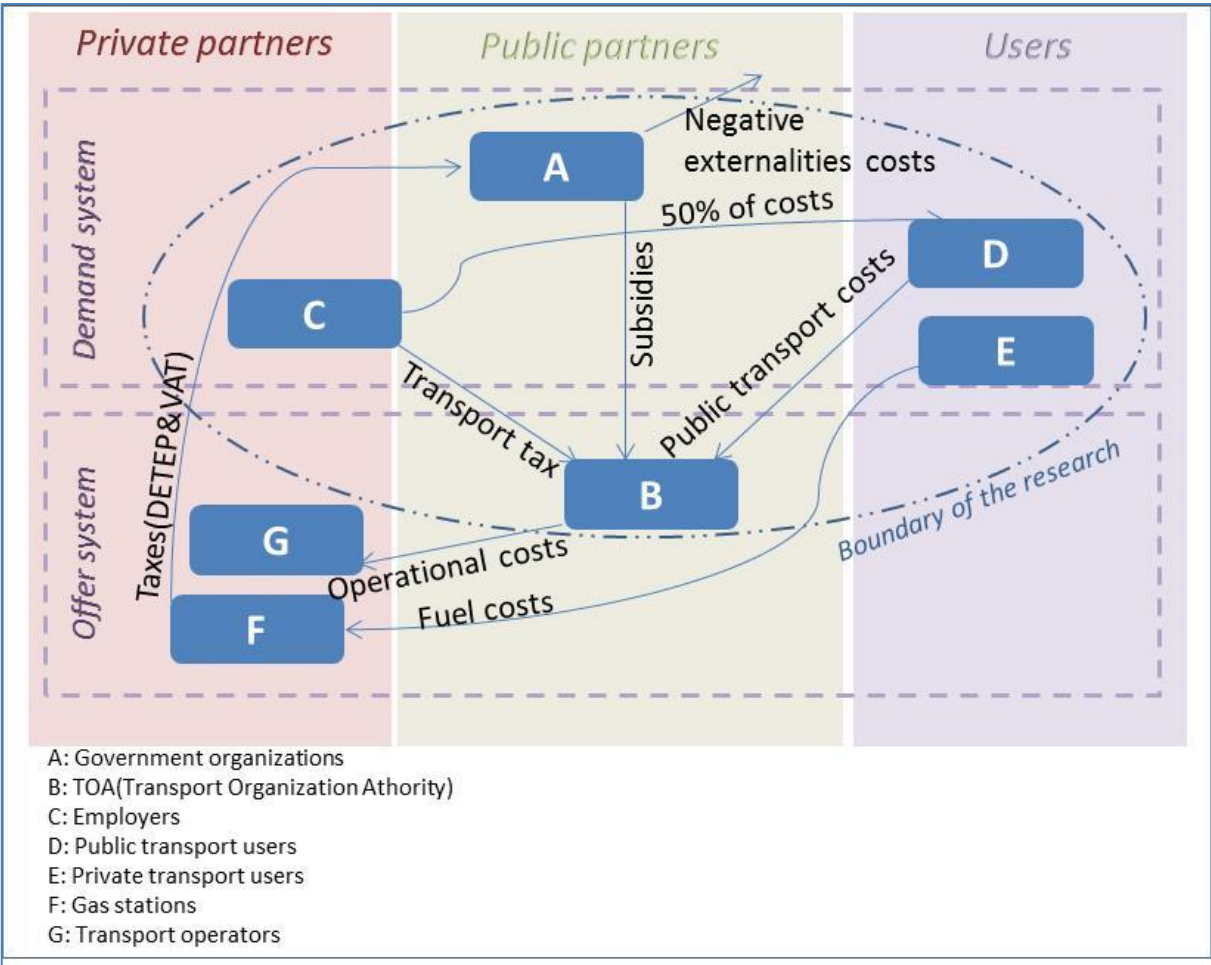 Private partners
Public partners
Users
Demand system
Offer system
A
Negative
externalities costs
50% of costs
D
C
Subsidies
Public transport costs
E
Transport tax
Taxes(DETEP&VAT)
B
Boundary of the research
G
Operational costs
F
Fuel costs
A: Government organizations
B: TOA(Transport Organization Athority)
C: Employers
D: Public transport users
E: Private transport users
F: Gas stations
G: Transport operators